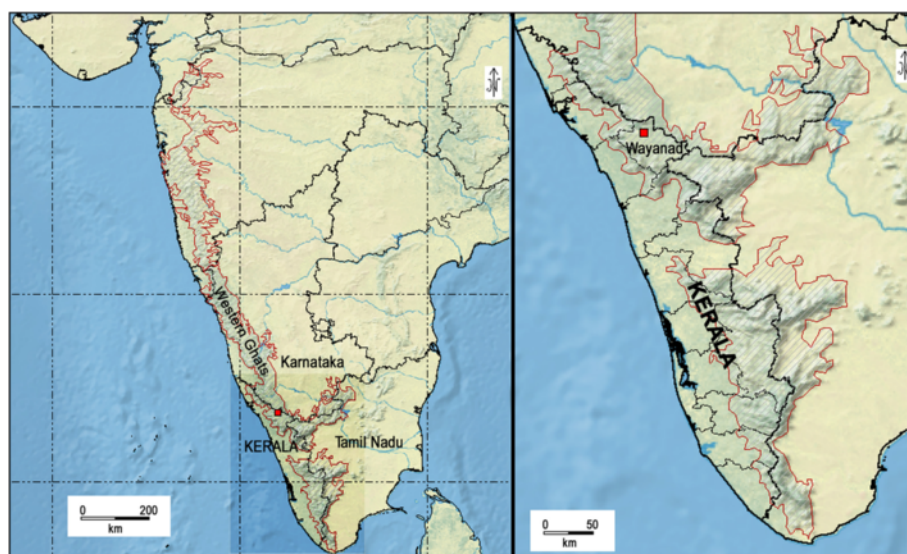 N
Western Ghats
Karnataka
KERALA
Tamil Nadu
0 200
km
N
Wayanad
KERALA
0 50
km